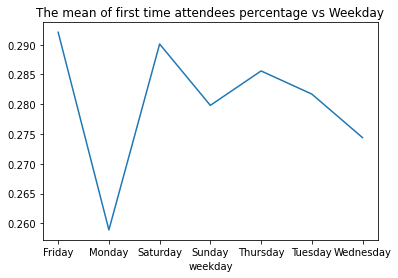 The mean of first time attendees percentage vs Weekday
0.290
0.285
0.280
0.275
0.270
0.265
0.260
Friday Monday Saturday Sunday Thursday Tuesday Wednesday
weekday